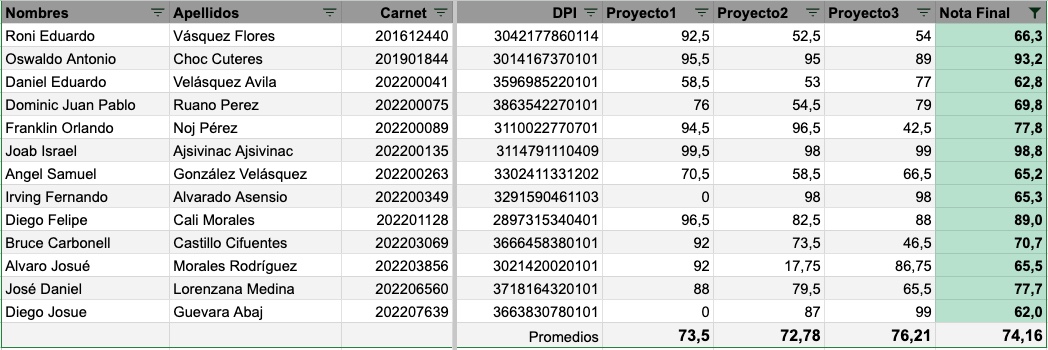 Nombres Apellidos Carnet DPI Proyecto1 Proyecto2 Proyecto3 Nota Final
Roni Eduardo Vásquez Flores 201612440 3042177860114 92,5 52,5 54 66,3
Oswaldo Antonio Choc Cuteres 201901844 3014167370101 95,5 95 89 93,2
Daniel Eduardo Velásquez Avila 202200041 3596985220101 58,5 53 77 62,8
Dominic Juan Pablo Ruano Perez 202200075 3863542270101 76 54,5 79 69,8
Franklin Orlando Noj Pérez 202200089 3110022770701 94,5 96,5 42,5 77,8
Joab Israel Ajsivinac Ajsivinac 202200135 3114791110409 99,5 98 99 98,8
Angel Samuel González Velásquez 202200263 3302411331202 70,5 58,5 66,5 65,2
Irving Fernando Alvarado Asensio 202200349 3291590461103 0 98 98 65,3
Diego Felipe Cali Morales 202201128 2897315340401 96,5 82,5 88 89,0
Bruce Carbonell Castillo Cifuentes 202203069 3666458380101 92 73,5 46,5 70,7
Alvaro Josué Morales Rodríguez 202203856 3021420020101 92 17,75 86,75 65,5
José Daniel Lorenzana Medina 202206560 3718164320101 88 79,5 65,5 77,7
Diego Josue Guevara Abaj 202207639 3663830780101 0 87 99 62,0
Promedios 73,5 72,78 76,21 74,16